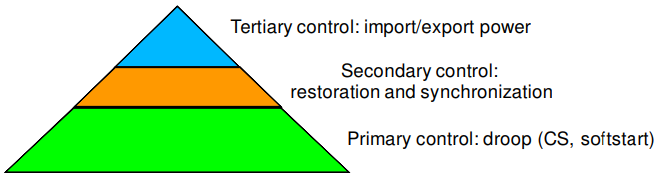 Tertiary control: import/export power
Secondary control:
restoration and synchronization
Primary control: droop (CS, softstart)